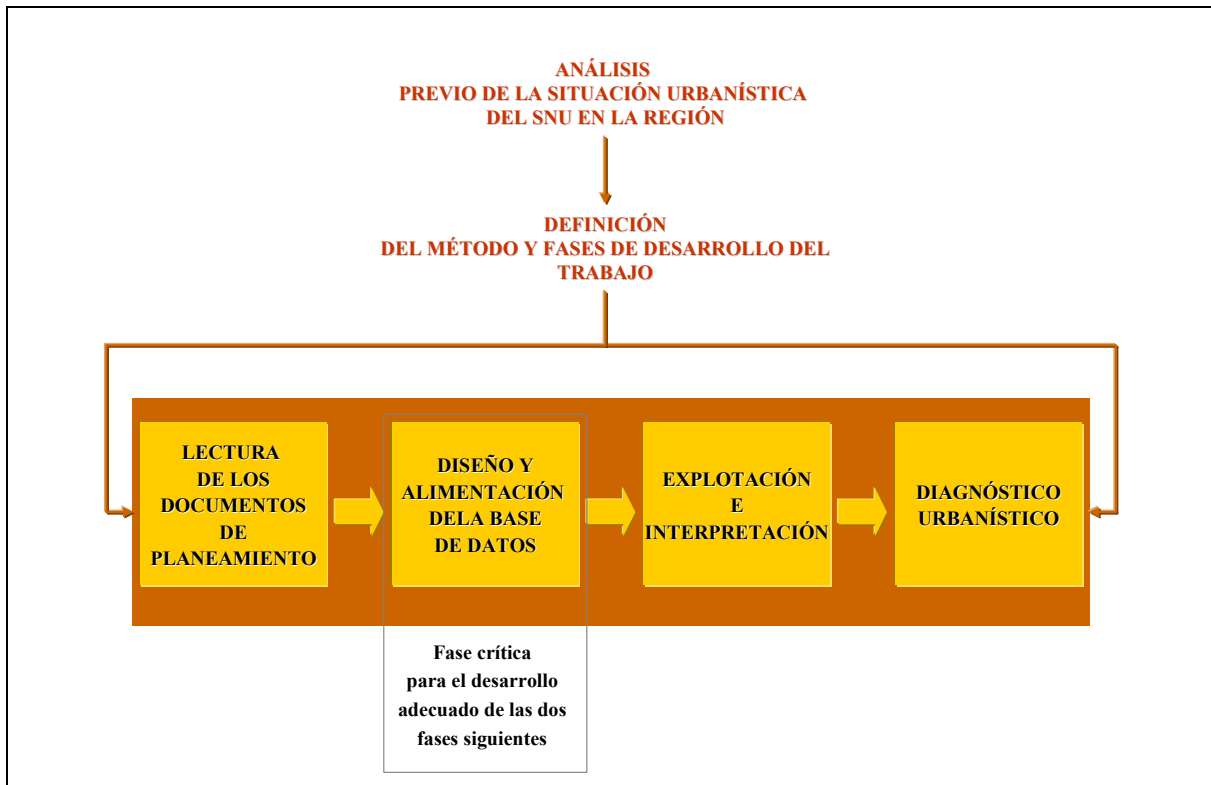 ANÁLISIS
PREVIO DE LA SITUACIÓN URBANÍSTICA
DEL SNU EN LA REGIÓN
DEFINICIÓN
DEL MÉTODO Y FASES DE DESARROLLO DEL
TRABAJO
LECTURA
DE LOS
DOCUMENTOS
DE
PLANEAMIENTO
DISEÑO Y
ALIMENTACIÓN
DELA BASE
DE DATOS
EXPLOTACIÓN
E
INTERPRETACIÓN
DIAGNÓSTICO
URBANÍSTICO
Fase crítica
para el desarrollo
adecuado de las dos
fases siguientes